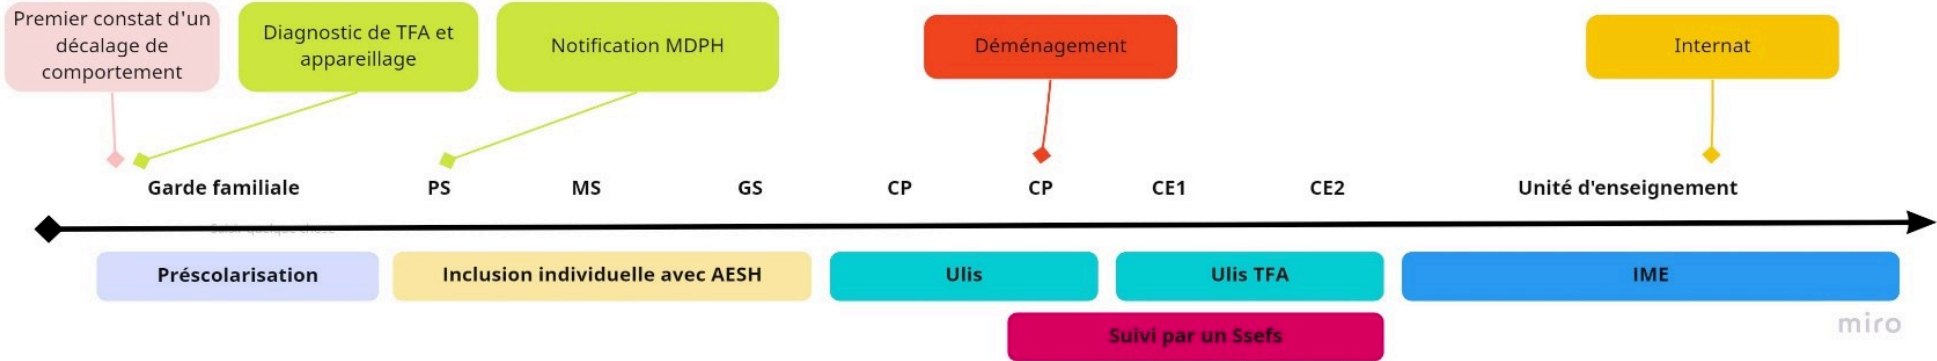 Premier constat d'un
décalage de
comportement
Diagnostic de TFA et
appareillage
Notification MDPH
Déménagement
Internat
Garde familiale
PS
MS
GS
CP
CP
CE1
CE2
Unité d'enseignement
Préscolarisation
Inclusion individuelle avec AESH
Ulis
Ulis TFA
IME
Suivi par un Ssefs
miro